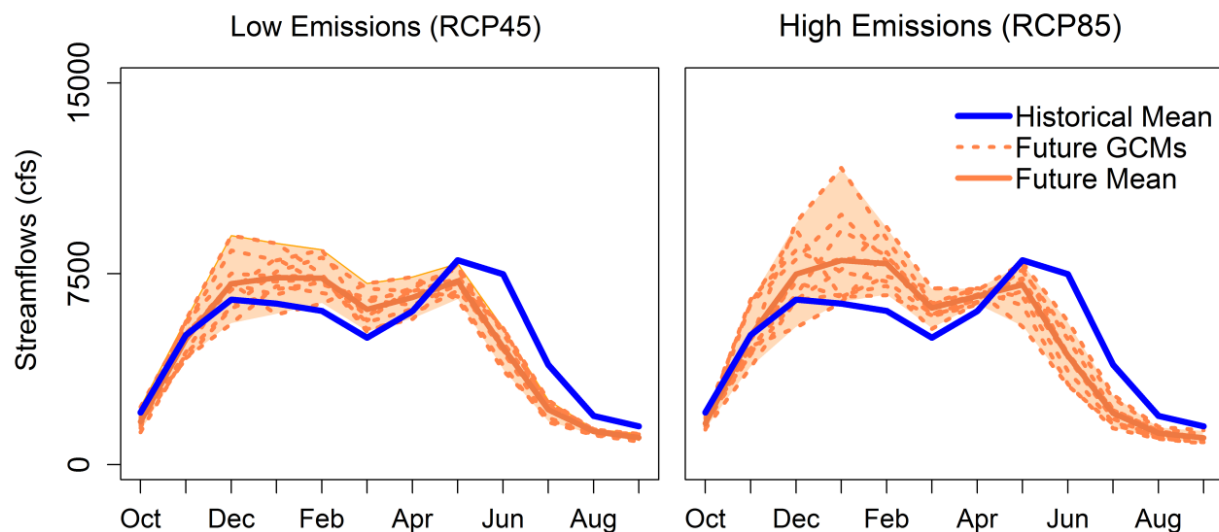 Low Emissions (RCP45)
High Emissions (RCP85)
Streamflows (cfs)
15000
7500
0
Historical Mean
Future GCMs
Future Mean
Oct Dec Feb Apr Jun Aug
Oct Dec Feb Apr Jun Aug